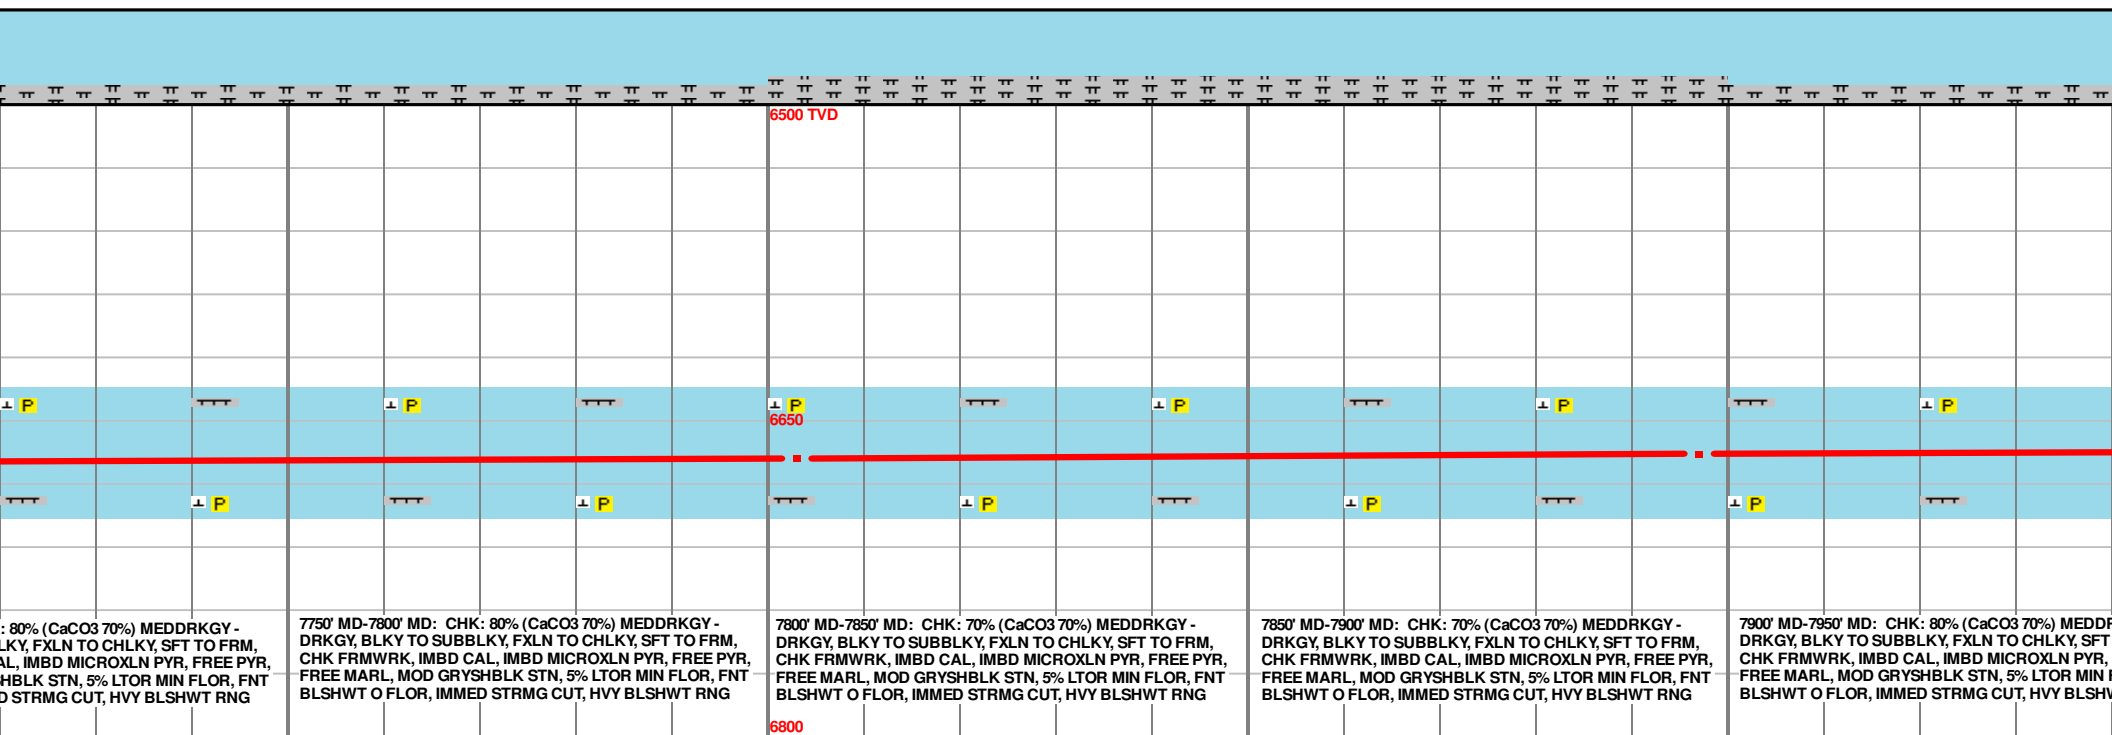 6500 TVD
P
P
P
P
P
P
6650
P
P
P
P
P
: 80% (CaCO3 70%) MEDDRKGY -
LKY, FXLN TO CHLKY, SFT TO FRM,
AL, IMBD MICROXLN PYR, FREE PYR,
SHBLK STN, 5% LTOR MIN FLOR, FNT
D STRMG CUT, HVY BLSHWT RNG
7750' MD-7800' MD: CHK: 80% (CaCO3 70%) MEDDRKGY -
DRKGY, BLKY TO SUBBLKY, FXLN TO CHLKY, SFT TO FRM,
CHK FRMWRK, IMBD CAL, IMBD MICROXLN PYR, FREE PYR,
FREE MARL, MOD GRYSHBLK STN, 5% LTOR MIN FLOR, FNT
BLSHWT O FLOR, IMMED STRMG CUT, HVY BLSHWT RNG
7800' MD-7850' MD: CHK: 70% (CaCO3 70%) MEDDRKGY -
DRKGY, BLKY TO SUBBLKY, FXLN TO CHLKY, SFT TO FRM,
CHK FRMWRK, IMBD CAL, IMBD MICROXLN PYR, FREE PYR,
FREE MARL, MOD GRYSHBLK STN, 5% LTOR MIN FLOR, FNT
BLSHWT O FLOR, IMMED STRMG CUT, HVY BLSHWT RNG
7850' MD-7900' MD: CHK: 70% (CaCO3 70%) MEDDRKGY -
DRKGY, BLKY TO SUBBLKY, FXLN TO CHLKY, SFT TO FRM,
CHK FRMWRK, IMBD CAL, IMBD MICROXLN PYR, FREE PYR,
FREE MARL, MOD GRYSHBLK STN, 5% LTOR MIN FLOR, FNT
BLSHWT O FLOR, IMMED STRMG CUT, HVY BLSHWT RNG
7900' MD-7950' MD: CHK: 80% (CaCO3 70%) MEDDR
DRKGY, BLKY TO SUBBLKY, FXLN TO CHLKY, SFT
CHK FRMWRK, IMBD CAL, IMBD MICROXLN PYR,
FREE MARL, MOD GRYSHBLK STN, 5% LTOR MIN F
BLSHWT O FLOR, IMMED STRMG CUT, HVY BLSHW
6800